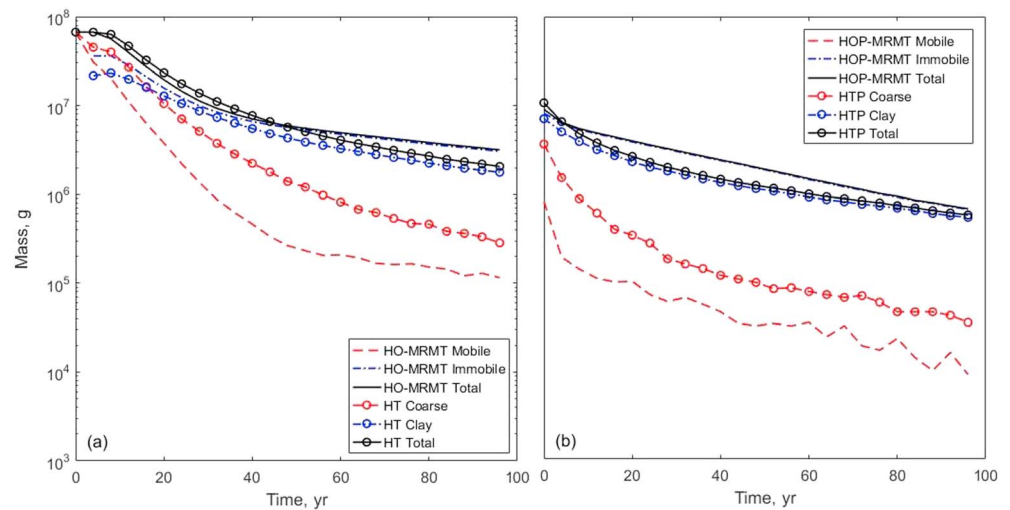 10^8
10^7
10^6
10^5
10^4
10^3
Mass, g
0
20
40
60
80
100
Time, yr
(a)
HO-MRMT Mobile
HO-MRMT Immobile
HO-MRMT Total
HT Coarse
HT Clay
HT Total
HOP-MRMT Mobile
HOP-MRMT Immobile
HOP-MRMT Total
HTP Coarse
HTP Clay
HTP Total
(b)
0
20
40
60
80
100
Time, yr